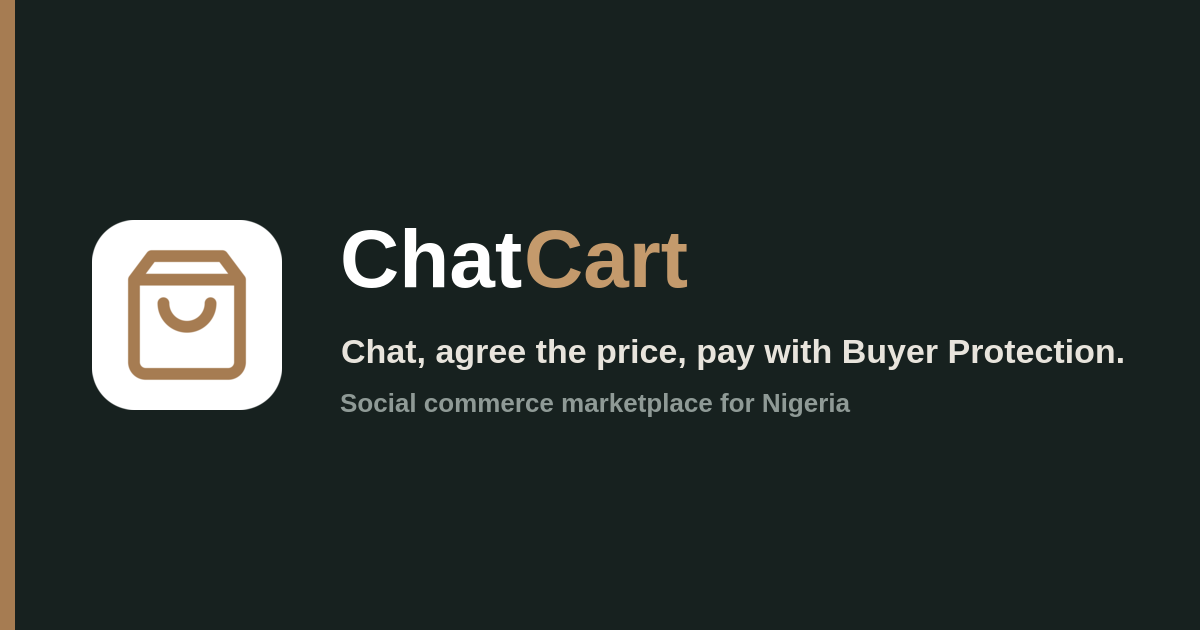 ChatCart
Chat, agree the price, pay with Buyer Protection.
Social commerce marketplace for Nigeria